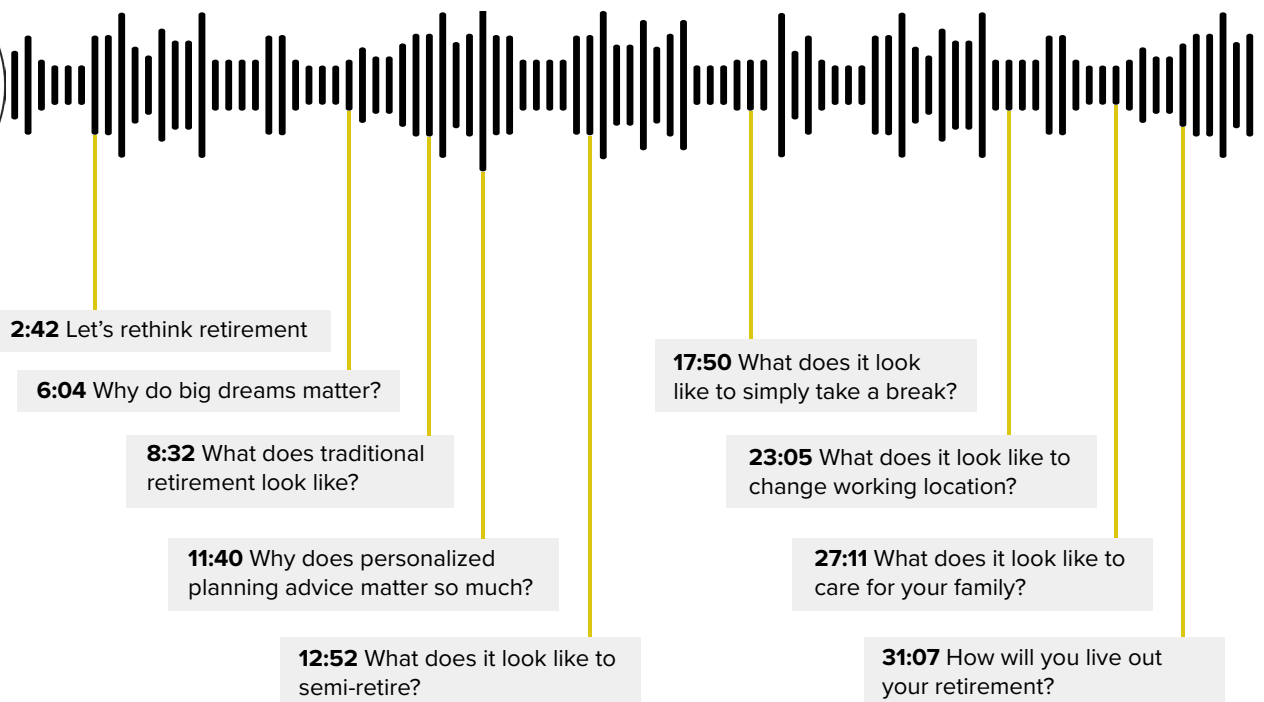 2:42 Let’s rethink retirement
6:04 Why do big dreams matter?
8:32 What does traditional
retirement look like?
11:40 Why does personalized
planning advice matter so much?
12:52 What does it look like to
semi-retire?
17:50 What does it look
like to simply take a break?
23:05 What does it look like to
change working location?
27:11 What does it look like to
care for your family?
31:07 How will you live out
your retirement?